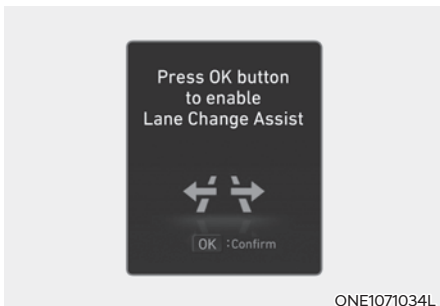 Press OK button
to enable
Lane Change Assist
OK :Confirm
ONE1071034L